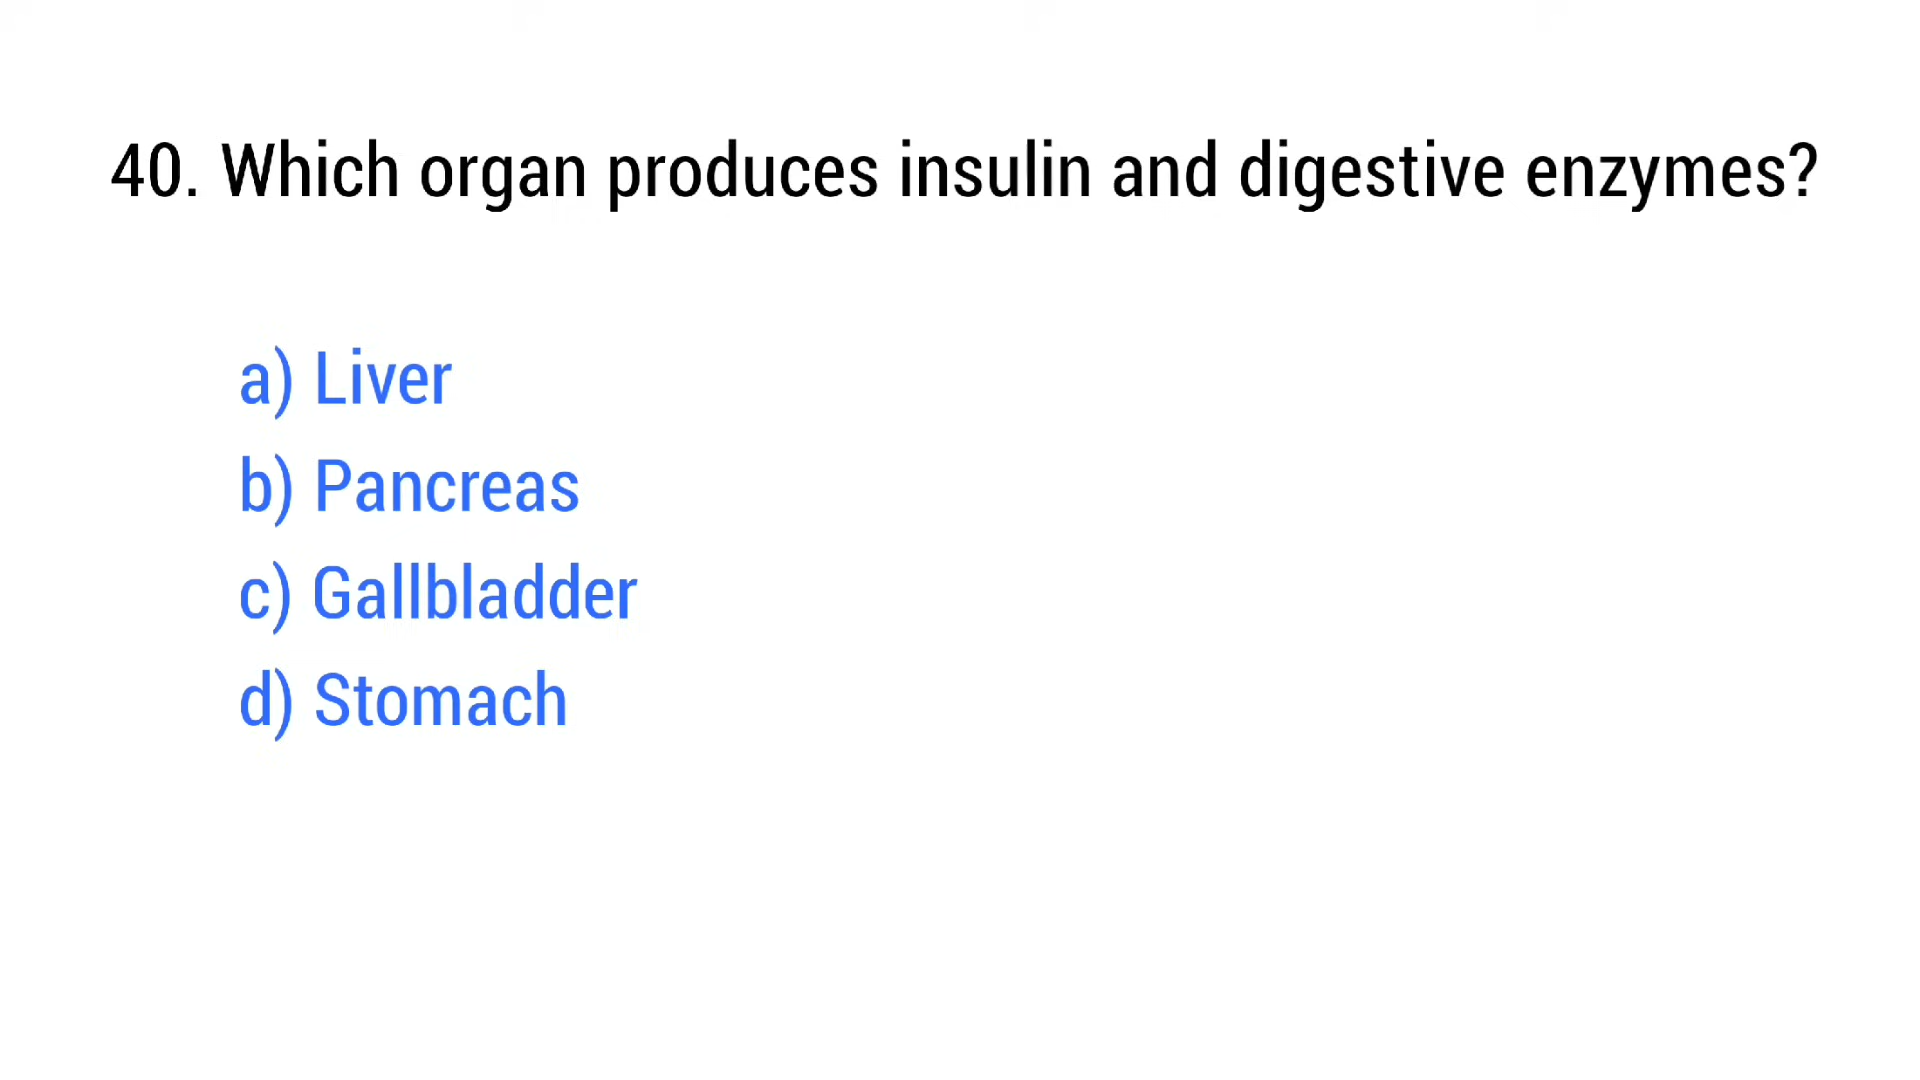 40. Which organ produces insulin and digestive enzymes?
a) Liver
b) Pancreas
c) Gallbladder
d) Stomach